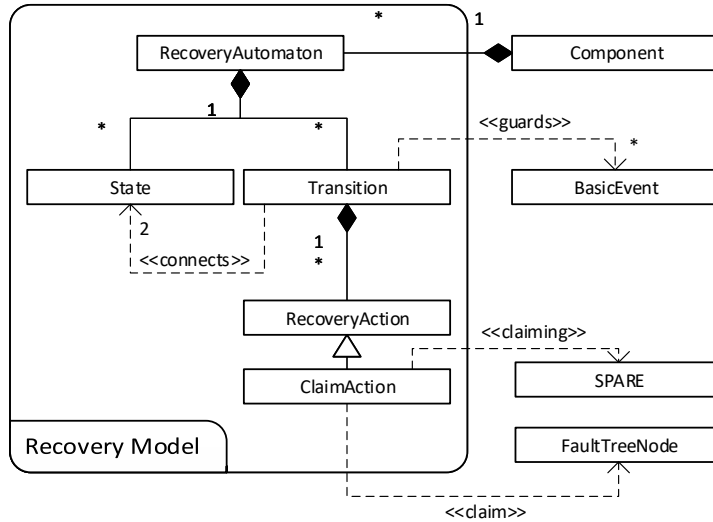 * 1
RecoveryAutomaton Component
1
* *
<<guards>>
*
State Transition BasicEvent
2
<<connects>>
1
*
RecoveryAction
<<claiming>>
ClaimAction SPARE
Recovery Model FaultTreeNode
<<claim>>